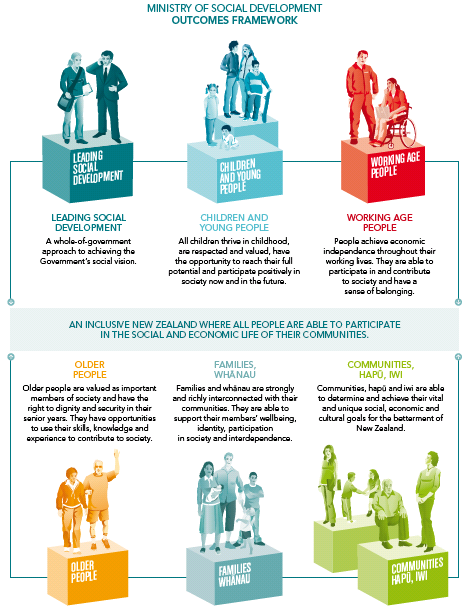 MINISTRY OF SOCIAL DEVELOPMENT
OUTCOMES FRAMEWORK
LEADING
SOCIAL
DEVELOPMENT
CHILDREN
AND YOUNG
PEOPLE
WORKING AGE
PEOPLE
LEADING SOCIAL
DEVELOPMENT
A whole-of-government
approach to achieving the
Government's social vision.
CHILDREN AND
YOUNG PEOPLE
All children thrive in childhood,
are respected and valued, have
the opportunity to reach their full
potential and participate positively in
society now and in the future.
WORKING AGE
PEOPLE
People achieve economic
independence throughout their
working lives. They are able to
participate in and contribute
to society and have a
sense of belonging.
AN INCLUSIVE NEW ZEALAND WHERE ALL PEOPLE ARE ABLE TO PARTICIPATE
IN THE SOCIAL AND ECONOMIC LIFE OF THEIR COMMUNITIES.
OLDER
PEOPLE
Older people are valued as important
members of society and have the
right to dignity and security in their
senior years. They have opportunities
to use their skills, knowledge and
experience to contribute to society.
FAMILIES,
WHĀNAU
Families and whānau are strongly
and richly interconnected with their
communities. They are able to
support their members' wellbeing,
identity, participation
in society and interdependence.
COMMUNITIES,
HAPŪ, IWI
Communities, hapū and iwi are able
to determine and achieve their vital
and unique social, economic and
cultural goals for the betterment of
New Zealand.
OLDER
PEOPLE
FAMILIES
WHĀNAU
COMMUNITIES
HAPŪ, IWI